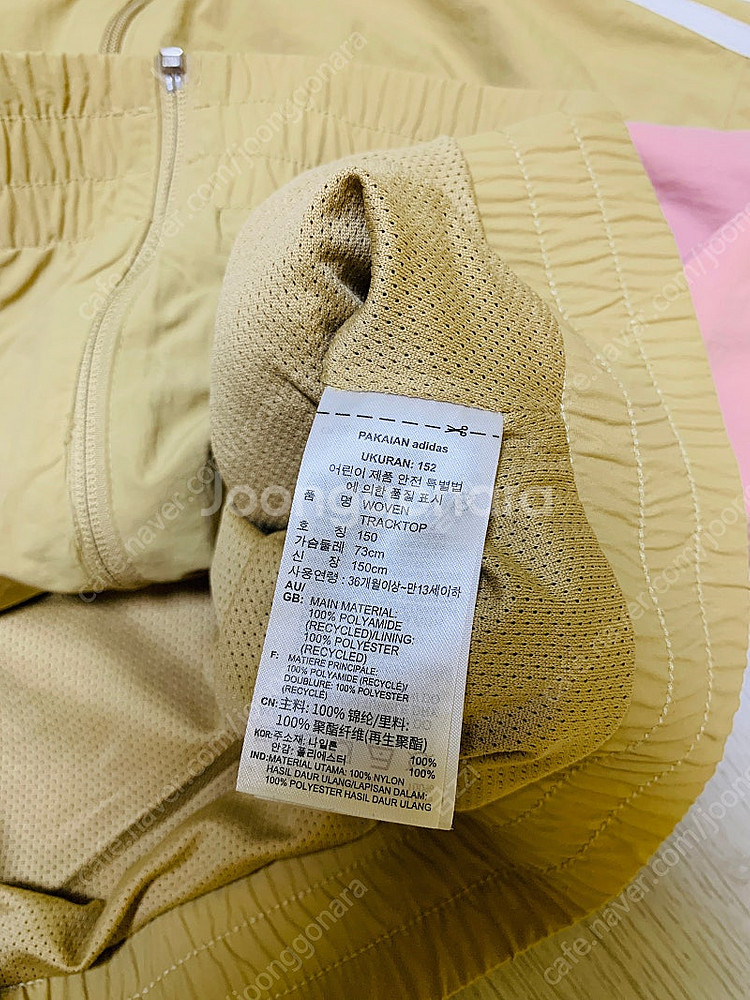 PAKAIAN adidas
UKURAN: 152
어린이 제품 안전 특별법
에 의한 품질 표시
품 명 WOVEN
TRACKTOP
호 칭 150
가슴둘레 73cm
신 장 150cm
사용연령 : 36개월이상~만13세이하
AU/
GB: MAIN MATERIAL:
100% POLYAMIDE
(RECYCLED)/LINING:
100% POLYESTER
(RECYCLED)
F: MATIERE PRINCIPALE:
100% POLYAMIDE (RECYCLÉ)/
DOUBLURE: 100% POLYESTER
(RECYCLÉ)
CN: 主料: 100% 锦纶/里料:
100% 聚酯纤维(再生聚酯)
KOR: 주소재: 나일론 100%
안감: 폴리에스터 100%
IND: MATERIAL UTAMA: 100% NYLON
HASIL DAUR ULANG/LAPISAN DALAM:
100% POLYESTER HASIL DAUR ULANG
Joonggonara
cafe.naver.com/joonggonara